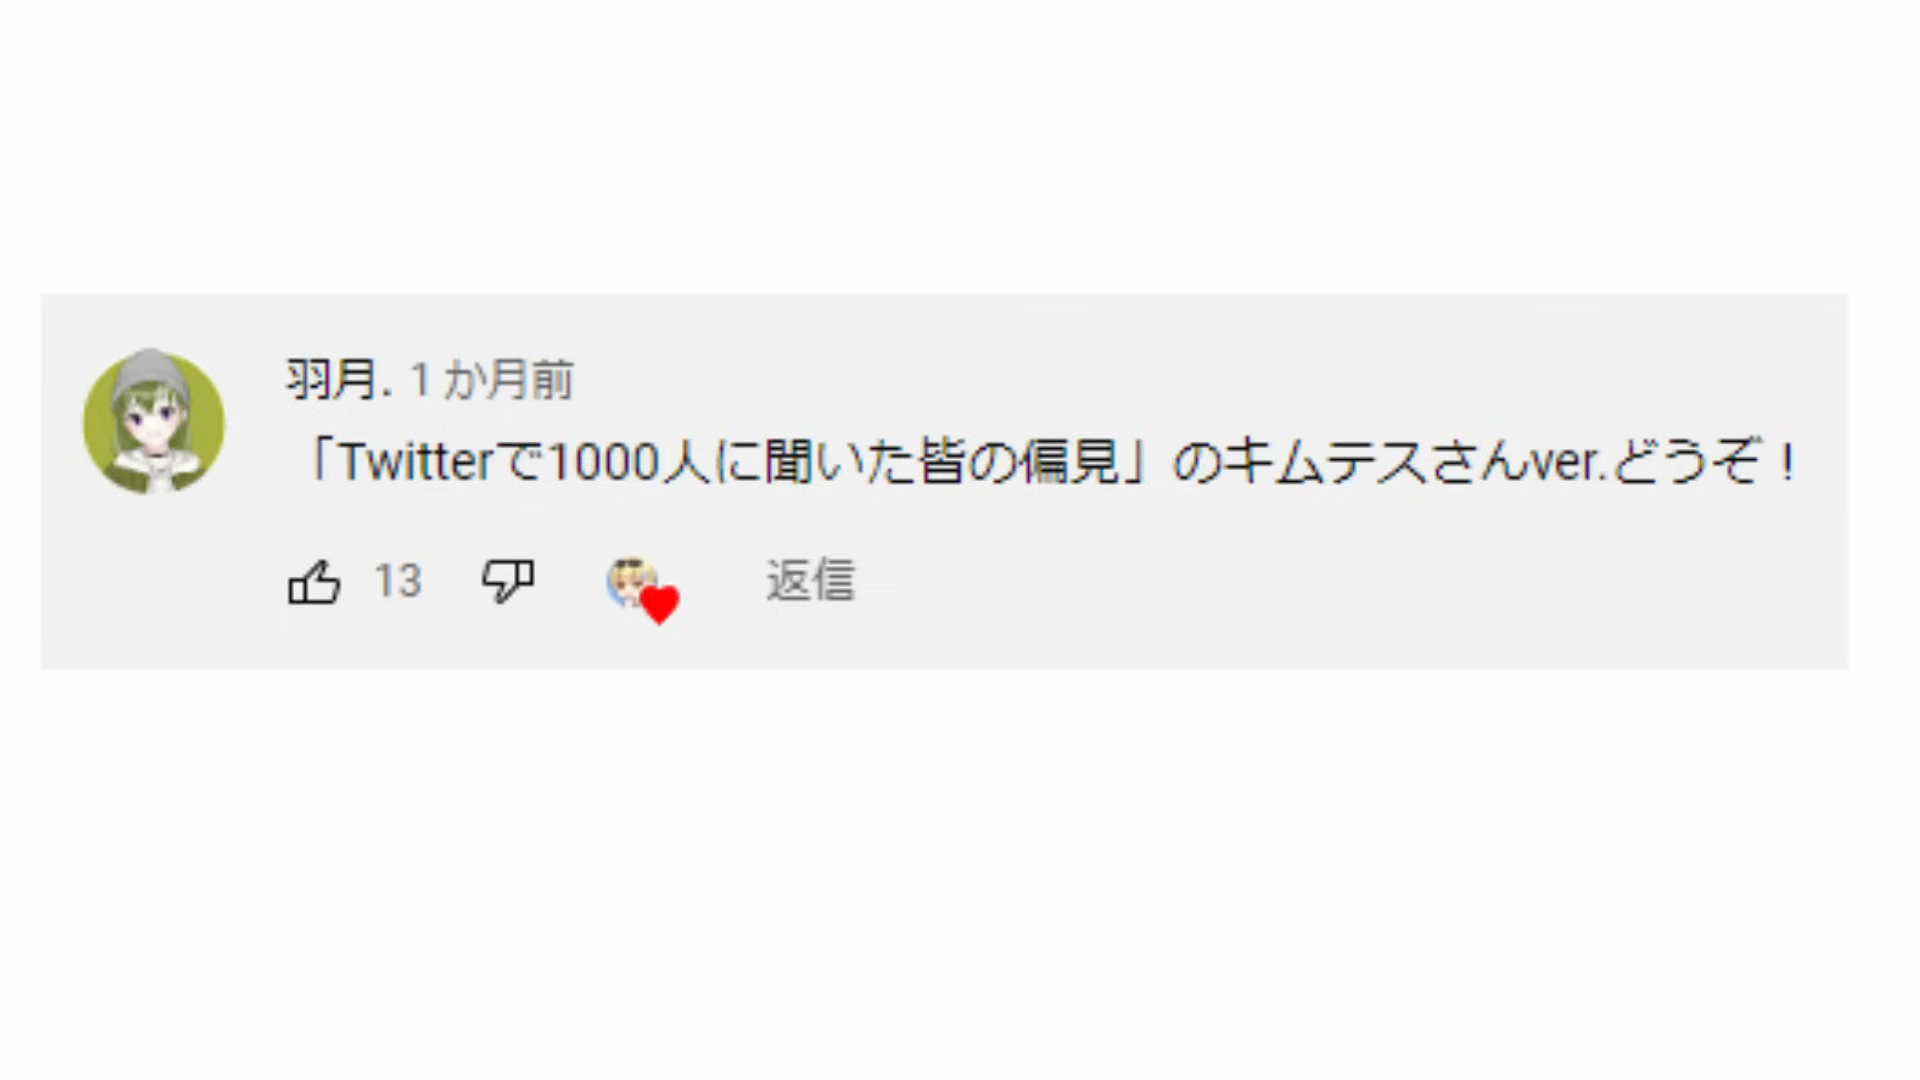 羽月. 1 か月前
「Twitterで1000人に聞いた皆の偏見」のキムテスさんver.どうぞ！
13 返信